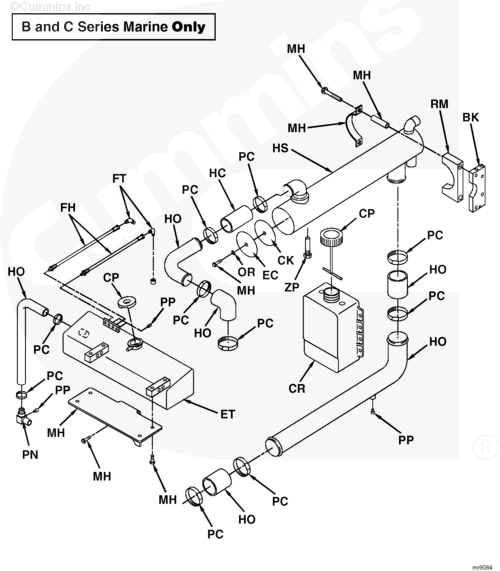 ©Cummins Inc
B and C Series Marine Only
cummins
MH
MH
RM
BK
MH
HS
PC
HC
PC
FT
FH
HO
CP
PC
HO
CP
OR
EC
CK
MH
ZP
PC
HO
PC
HO
PP
PC
HO
PC
PC
PC
PP
CR
ET
MH
PN
MH
MH
PP
PC
HO
PC
mr9084
®